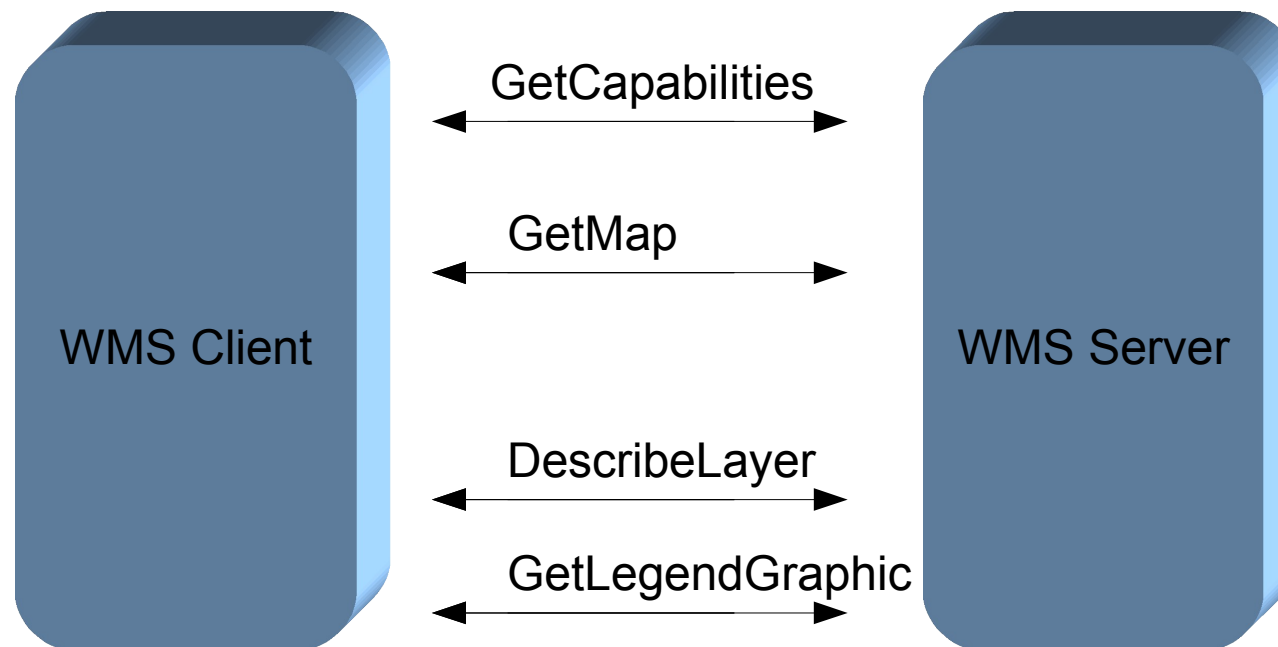 GetCapabilities
GetMap
WMS Client
WMS Server
DescribeLayer
GetLegendGraphic